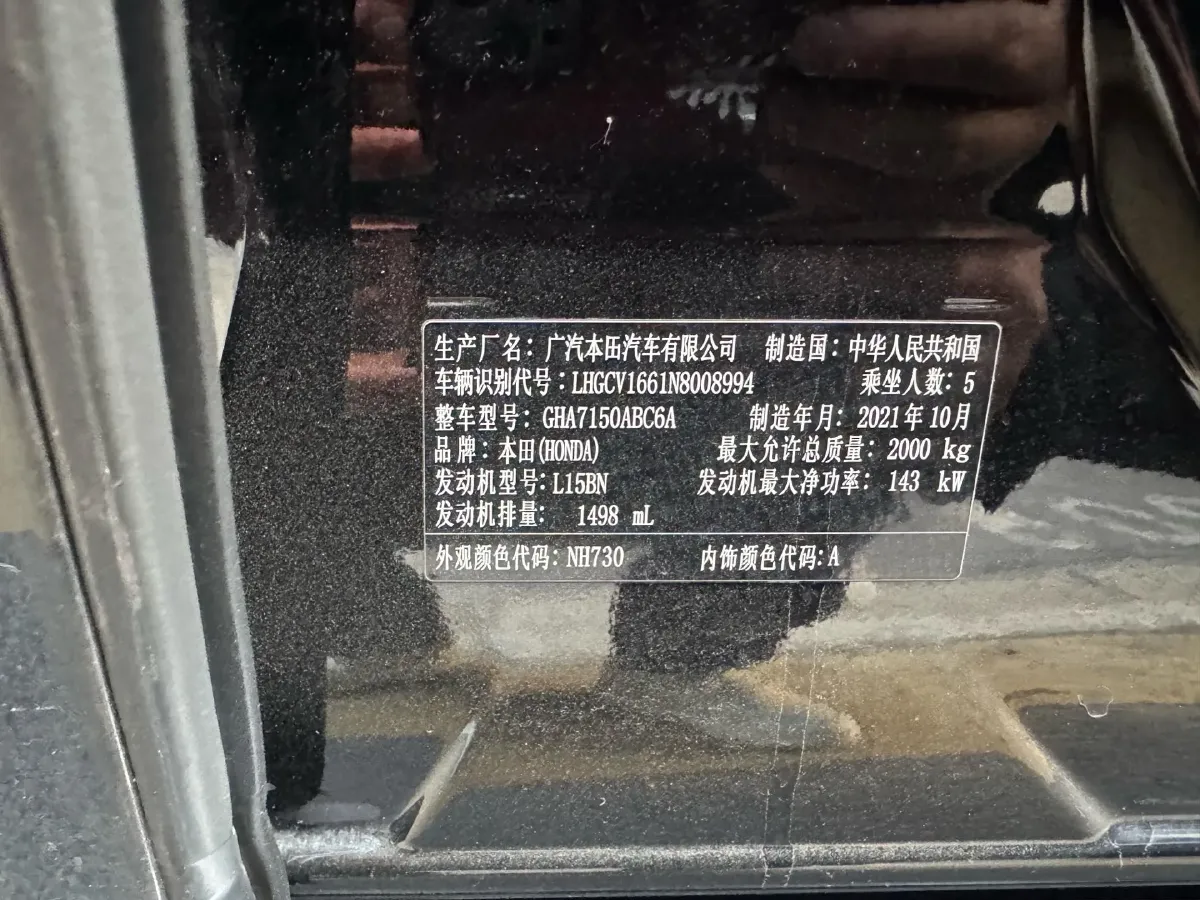 生产厂名：广汽本田汽车有限公司 制造国：中华人民共和国
车辆识别代号：LHGCV1661N8008994 乘坐人数：5
整车型号：GHA7150ABC6A 制造年月：2021年10月
品牌：本田(HONDA) 最大允许总质量：2000 kg
发动机型号：L15BN 发动机最大净功率：143 kW
发动机排量：1498 mL
外观颜色代码：NH730 内饰颜色代码：A